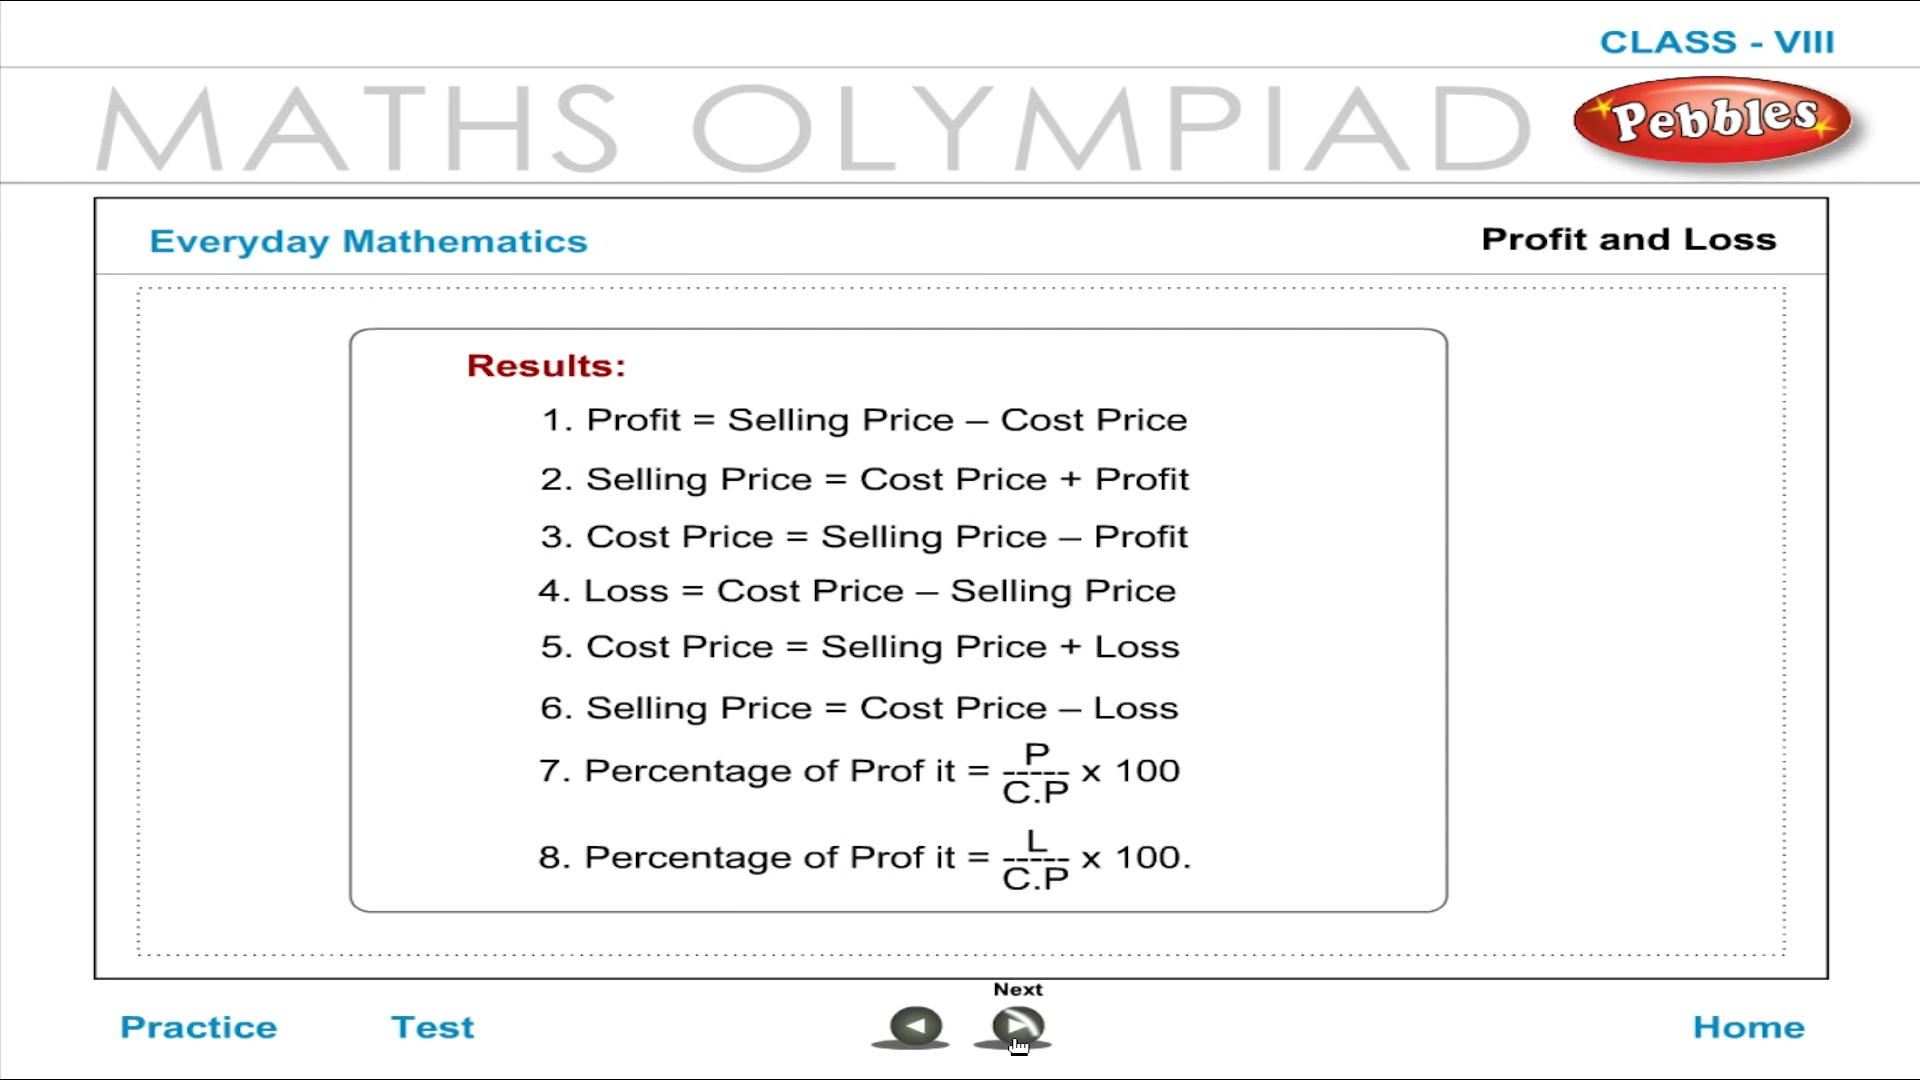 CLASS - VIII
MATHS OLYMPIAD
Pebbles
Everyday Mathematics
Profit and Loss
Results:
1. Profit = Selling Price – Cost Price
2. Selling Price = Cost Price + Profit
3. Cost Price = Selling Price – Profit
4. Loss = Cost Price – Selling Price
5. Cost Price = Selling Price + Loss
6. Selling Price = Cost Price – Loss
7. Percentage of Prof it = P
-----
C.P x 100
8. Percentage of Prof it = L
-----
C.P x 100.
Next
Practice
Test
Home